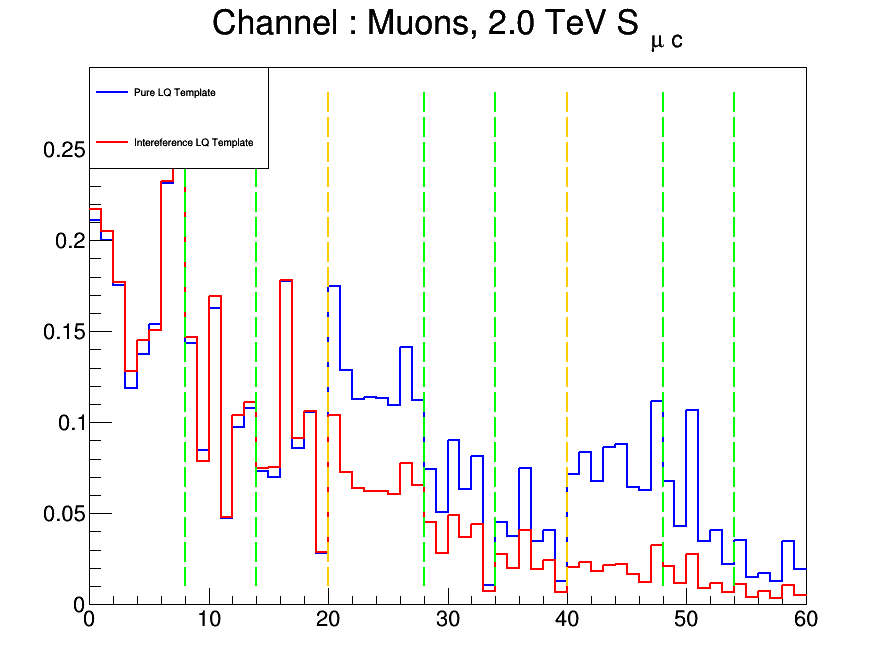 Channel : Muons, 2.0 TeV S μ c
Pure LQ Template
Intereference LQ Template
0.25
0.2
0.15
0.1
0.05
0
0 10 20 30 40 50 60